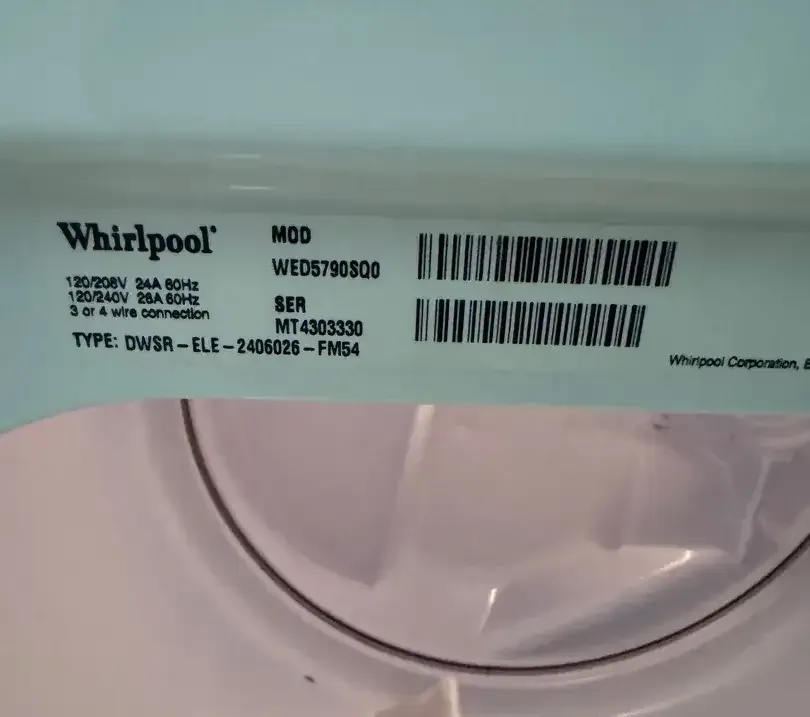 Whirlpool
120/208V 24A 60Hz
120/240V 26A 60Hz
3 or 4 wire connection
TYPE: DWSR-ELE-2406026-FM54
MOD
WED5790SQ0
SER
MT4303330
Whirlpool Corporation,